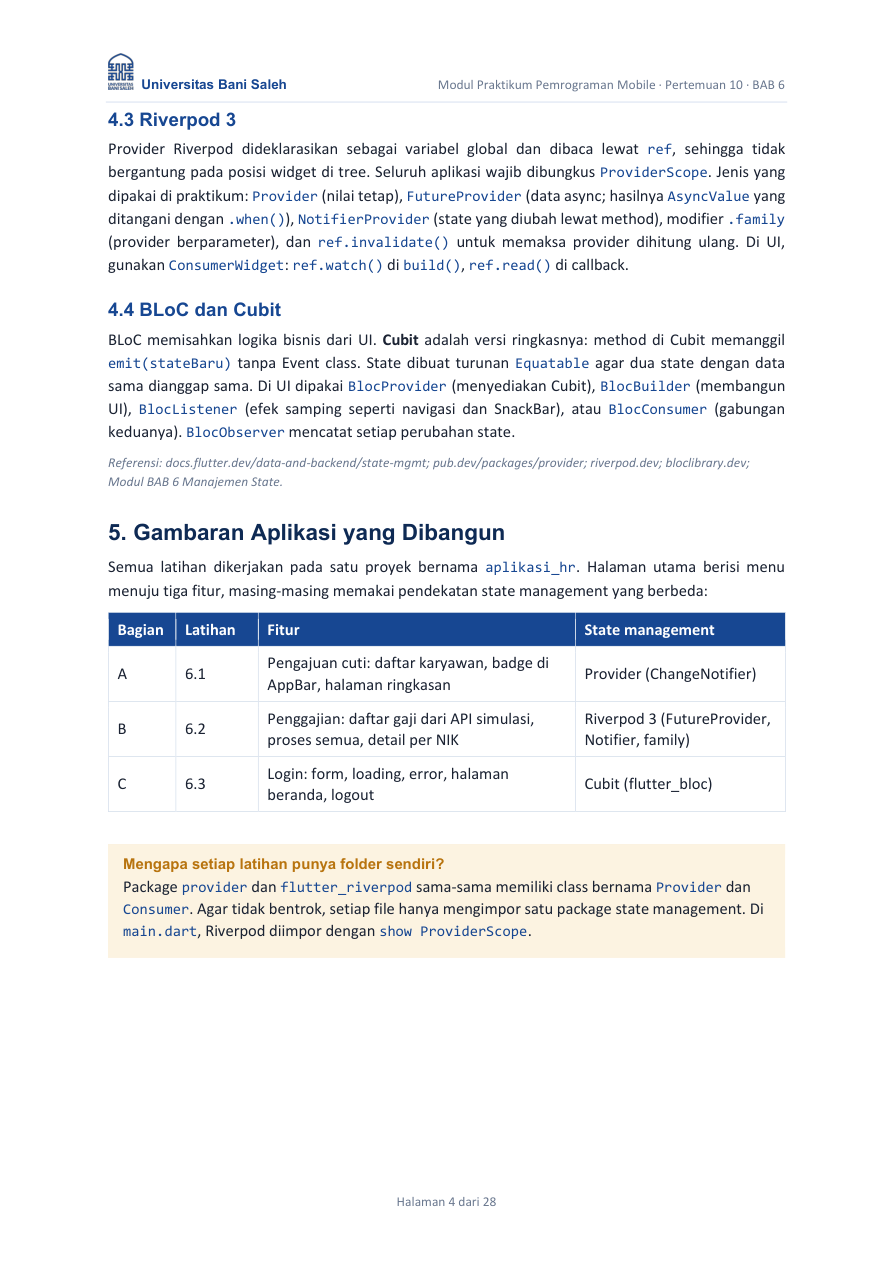 UNIVERSITAS
BANI SALEH
Universitas Bani Saleh
Modul Praktikum Pemrograman Mobile · Pertemuan 10 · BAB 6
4.3 Riverpod 3
Provider Riverpod dideklarasikan sebagai variabel global dan dibaca lewat ref, sehingga tidak
bergantung pada posisi widget di tree. Seluruh aplikasi wajib dibungkus ProviderScope. Jenis yang
dipakai di praktikum: Provider (nilai tetap), FutureProvider (data async; hasilnya AsyncValue yang
ditangani dengan .when()), NotifierProvider (state yang diubah lewat method), modifier .family
(provider berparameter), dan ref.invalidate() untuk memaksa provider dihitung ulang. Di UI,
gunakan ConsumerWidget: ref.watch() di build(), ref.read() di callback.
4.4 BLoC dan Cubit
BLoC memisahkan logika bisnis dari UI. Cubit adalah versi ringkasnya: method di Cubit memanggil
emit(stateBaru) tanpa Event class. State dibuat turunan Equatable agar dua state dengan data
sama dianggap sama. Di UI dipakai BlocProvider (menyediakan Cubit), BlocBuilder (membangun
UI), BlocListener (efek samping seperti navigasi dan SnackBar), atau BlocConsumer (gabungan
keduanya). BlocObserver mencatat setiap perubahan state.
Referensi: docs.flutter.dev/data-and-backend/state-mgmt; pub.dev/packages/provider; riverpod.dev; bloclibrary.dev;
Modul BAB 6 Manajemen State.
5. Gambaran Aplikasi yang Dibangun
Semua latihan dikerjakan pada satu proyek bernama aplikasi_hr. Halaman utama berisi menu
menuju tiga fitur, masing-masing memakai pendekatan state management yang berbeda:
Bagian Latihan Fitur State management
A 6.1 Pengajuan cuti: daftar karyawan, badge di
AppBar, halaman ringkasan
Provider (ChangeNotifier)
B 6.2 Penggajian: daftar gaji dari API simulasi,
proses semua, detail per NIK
Riverpod 3 (FutureProvider,
Notifier, family)
C 6.3 Login: form, loading, error, halaman
beranda, logout
Cubit (flutter_bloc)
Mengapa setiap latihan punya folder sendiri?
Package provider dan flutter_riverpod sama-sama memiliki class bernama Provider dan
Consumer. Agar tidak bentrok, setiap file hanya mengimpor satu package state management. Di
main.dart, Riverpod diimpor dengan show ProviderScope.
Halaman 4 dari 28